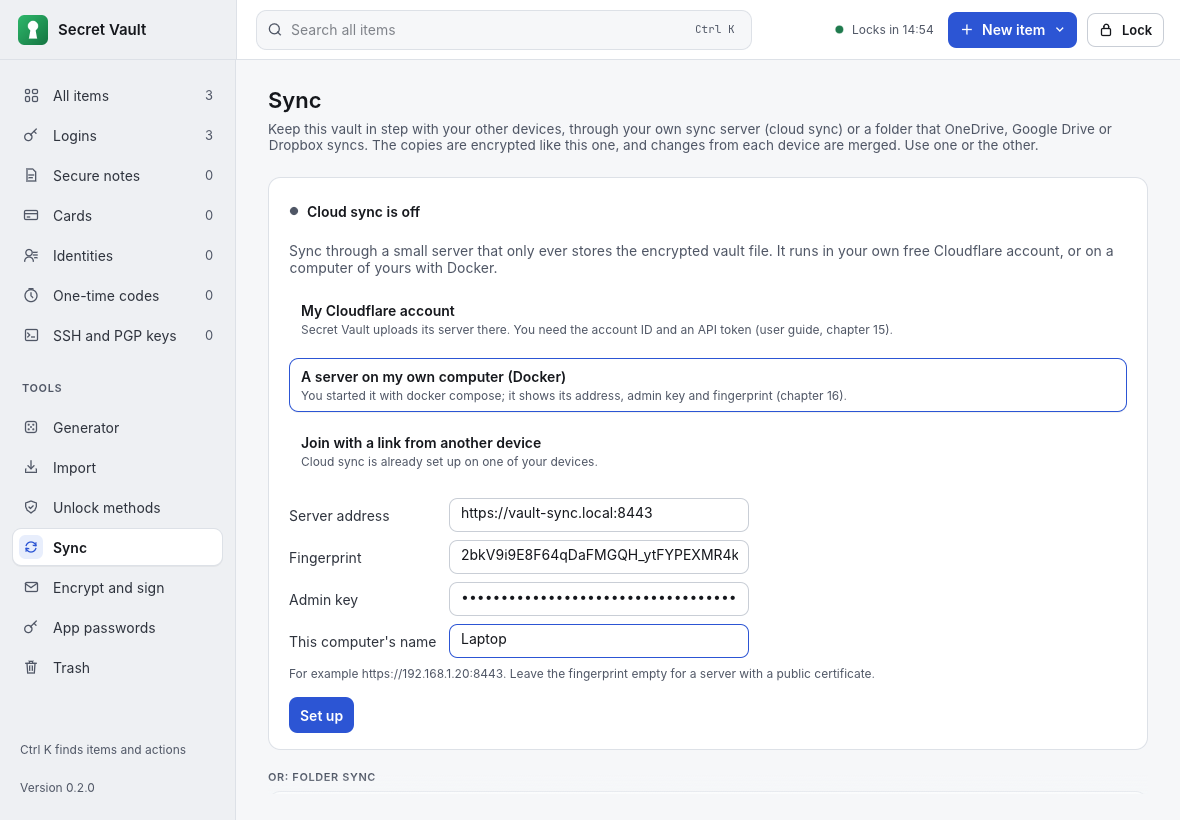 Secret Vault
Search all items
Ctrl K
Locks in 14:54
New item
Lock
All items 3
Logins 3
Secure notes 0
Cards 0
Identities 0
One-time codes 0
SSH and PGP keys 0
TOOLS
Generator
Import
Unlock methods
Sync
Encrypt and sign
App passwords
Trash
Ctrl K finds items and actions
Version 0.2.0
Sync
Keep this vault in step with your other devices, through your own sync server (cloud sync) or a folder that OneDrive, Google Drive or
Dropbox syncs. The copies are encrypted like this one, and changes from each device are merged. Use one or the other.
Cloud sync is off
Sync through a small server that only ever stores the encrypted vault file. It runs in your own free Cloudflare account, or on a
computer of yours with Docker.
My Cloudflare account
Secret Vault uploads its server there. You need the account ID and an API token (user guide, chapter 15).
A server on my own computer (Docker)
You started it with docker compose; it shows its address, admin key and fingerprint (chapter 16).
Join with a link from another device
Cloud sync is already set up on one of your devices.
Server address https://vault-sync.local:8443
Fingerprint 2bkV9i9E8F64qDaFMGQH_ytFYPEXMR4k
Admin key ••••••••••••••••••••••••••••••••••
This computer's name Laptop
For example https://192.168.1.20:8443. Leave the fingerprint empty for a server with a public certificate.
Set up
OR: FOLDER SYNC